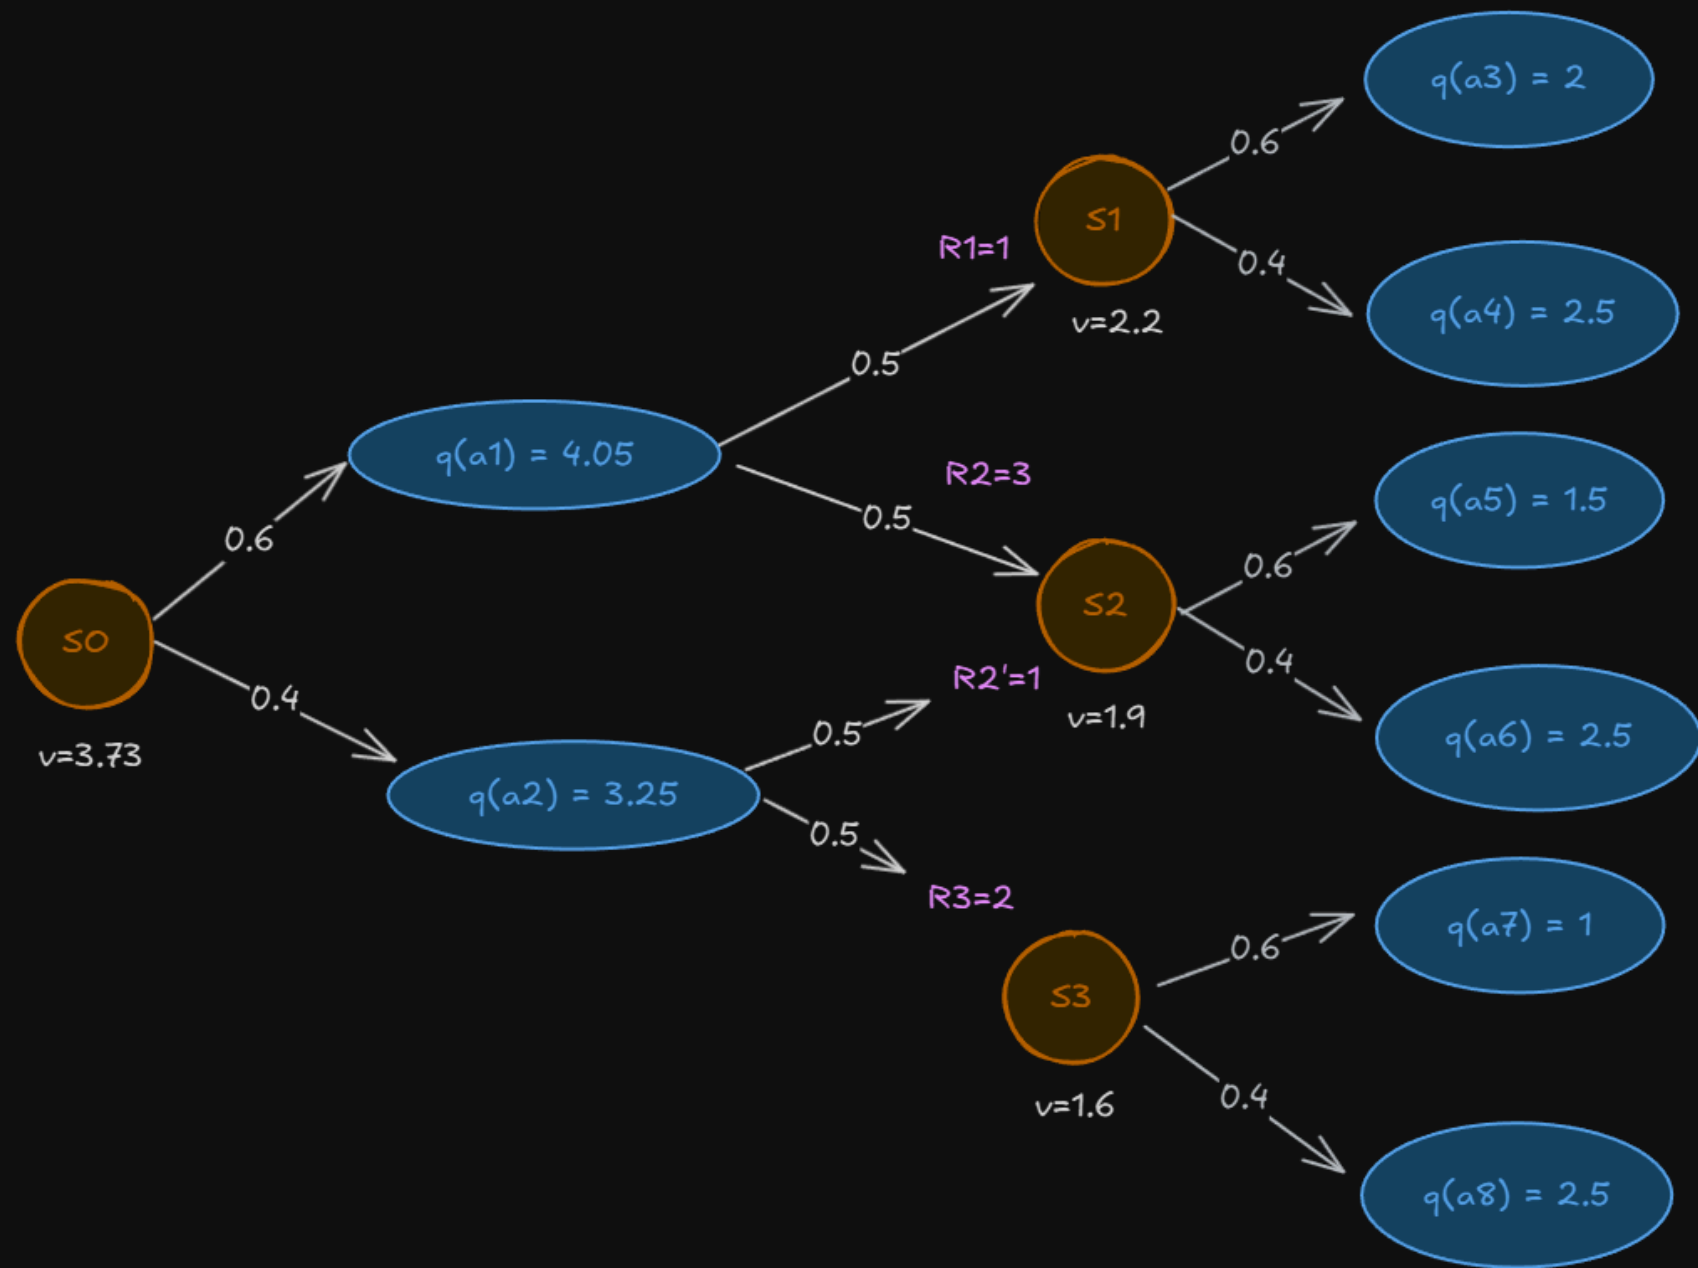 q(a3) = 2
0.6
S1
R1=1
0.4
q(a4) = 2.5
v=2.2
0.5
q(a1) = 4.05
R2=3
q(a5) = 1.5
0.5
0.6
0.6
S2
S0
0.4
R2'=1
0.4
v=1.9
q(a6) = 2.5
v=3.73
0.5
q(a2) = 3.25
0.5
R3=2
q(a7) = 1
0.6
S3
v=1.6
0.4
q(a8) = 2.5